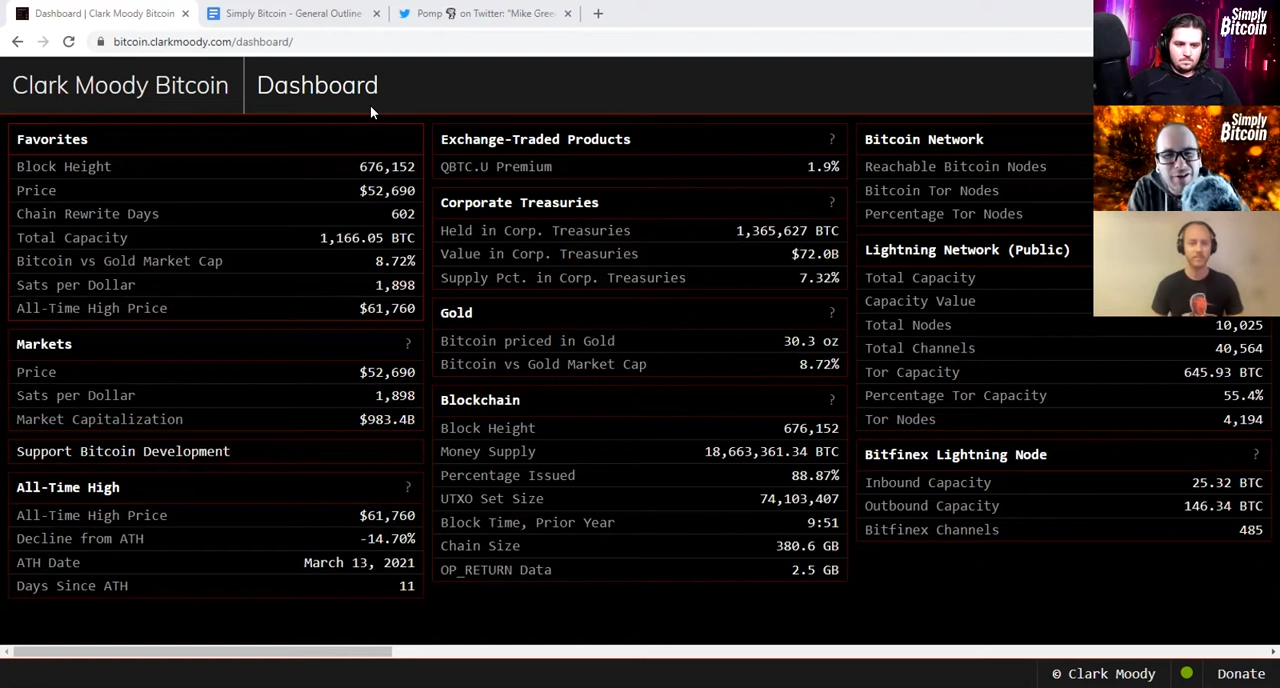 Dashboard | Clark Moody Bitcoin
Simply Bitcoin - General Outline
Pomp on Twitter: "Mike Gree
bitcoin.clarkmoody.com/dashboard/
Simply Bitcoin
Simply Bitcoin
Clark Moody Bitcoin Dashboard
Favorites
Block Height 676,152
Price $52,690
Chain Rewrite Days 602
Total Capacity 1,166.05 BTC
Bitcoin vs Gold Market Cap 8.72%
Sats per Dollar 1,898
All-Time High Price $61,760
Markets ?
Price $52,690
Sats per Dollar 1,898
Market Capitalization $983.4B
Support Bitcoin Development
All-Time High ?
All-Time High Price $61,760
Decline from ATH -14.70%
ATH Date March 13, 2021
Days Since ATH 11
Exchange-Traded Products ?
QBTC.U Premium 1.9%
Corporate Treasuries ?
Held in Corp. Treasuries 1,365,627 BTC
Value in Corp. Treasuries $72.0B
Supply Pct. in Corp. Treasuries 7.32%
Gold ?
Bitcoin priced in Gold 30.3 oz
Bitcoin vs Gold Market Cap 8.72%
Blockchain ?
Block Height 676,152
Money Supply 18,663,361.34 BTC
Percentage Issued 88.87%
UTXO Set Size 74,103,407
Block Time, Prior Year 9:51
Chain Size 380.6 GB
OP_RETURN Data 2.5 GB
Bitcoin Network
Reachable Bitcoin Nodes
Bitcoin Tor Nodes
Percentage Tor Nodes
Lightning Network (Public)
Total Capacity
Capacity Value
Total Nodes 10,025
Total Channels 40,564
Tor Capacity 645.93 BTC
Percentage Tor Capacity 55.4%
Tor Nodes 4,194
Bitfinex Lightning Node ?
Inbound Capacity 25.32 BTC
Outbound Capacity 146.34 BTC
Bitfinex Channels 485
© Clark Moody Donate